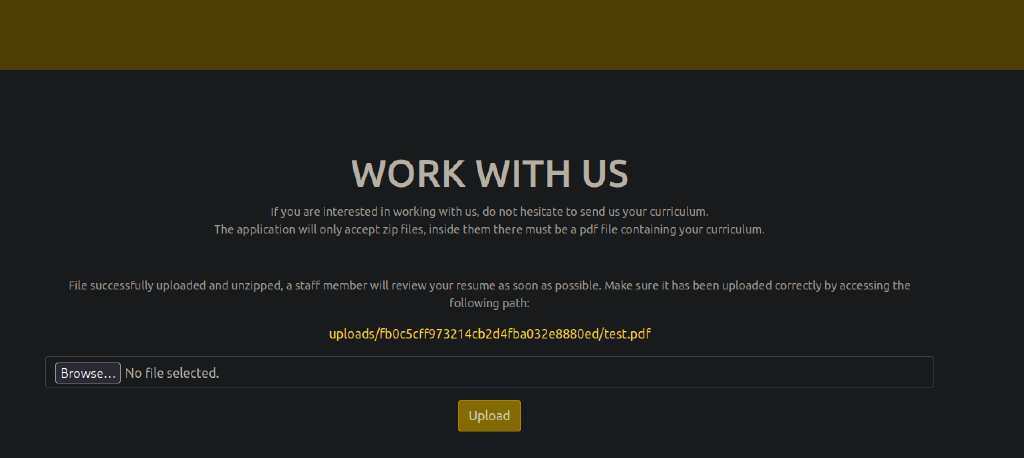 WORK WITH US
If you are interested in working with us, do not hesitate to send us your curriculum.
The application will only accept zip files, inside them there must be a pdf file containing your curriculum.
File successfully uploaded and unzipped, a staff member will review your resume as soon as possible. Make sure it has been uploaded correctly by accessing the
following path:
uploads/fb0c5cff973214cb2d4fba032e8880ed/test.pdf
Browse... No file selected.
Upload